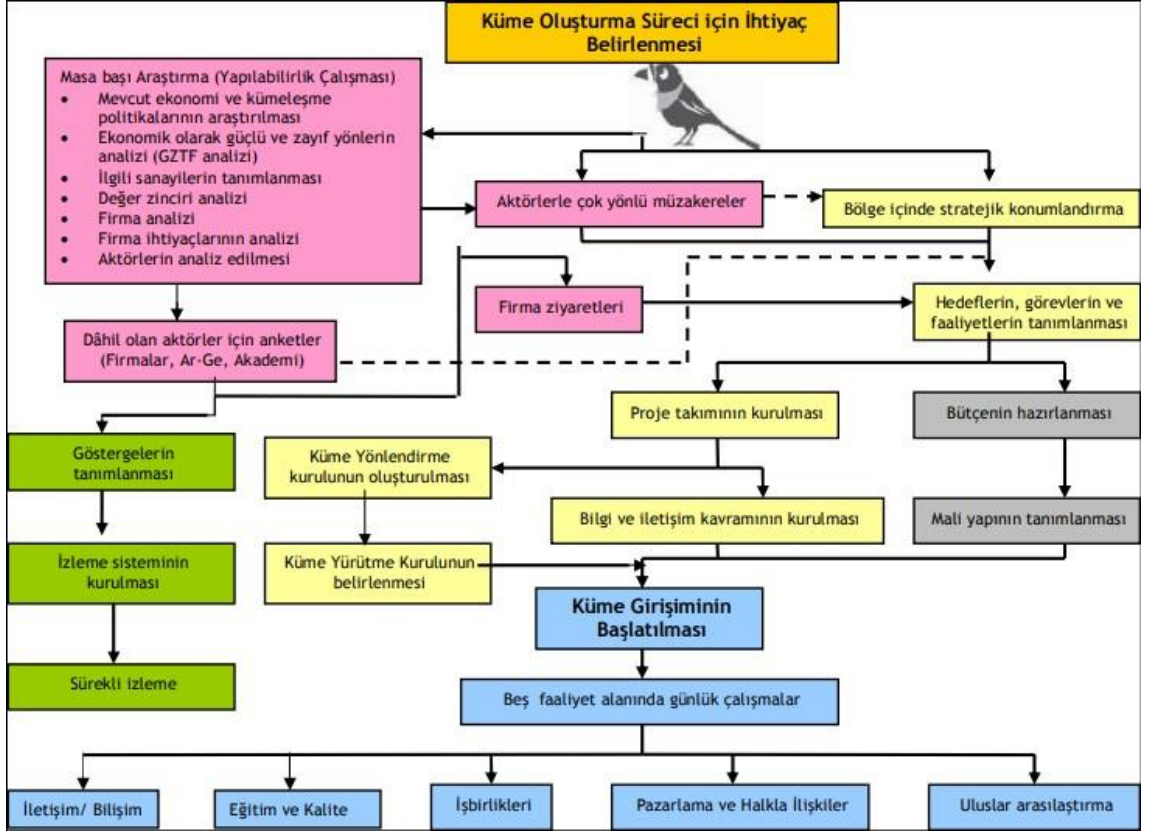 Küme Oluşturma Süreci için İhtiyaç
Belirlenmesi
Masa başı Araştırma (Yapılabilirlik Çalışması)
• Mevcut ekonomi ve kümeleşme
politikalarının araştırılması
• Ekonomik olarak güçlü ve zayıf yönlerin
analizi (GZTF analizi)
• İlgili sanayilerin tanımlanması
• Değer zinciri analizi
• Firma analizi
• Firma ihtiyaçlarının analizi
• Aktörlerin analiz edilmesi
Aktörlerle çok yönlü müzakereler
Bölge içinde stratejik konumlandırma
Firma ziyaretleri
Hedeflerin, görevlerin ve
faaliyetlerin tanımlanması
Dâhil olan aktörler için anketler
(Firmalar, Ar-Ge, Akademi)
Proje takımının kurulması
Bütçenin hazırlanması
Göstergelerin
tanımlanması
Küme Yönlendirme
kurulunun oluşturulması
Bilgi ve iletişim kavramının kurulması
Mali yapının tanımlanması
İzleme sisteminin
kurulması
Küme Yürütme Kurulunun
belirlenmesi
Küme Girişiminin
Başlatılması
Sürekli izleme
Beş faaliyet alanında günlük çalışmalar
İletişim/ Bilişim
Eğitim ve Kalite
İşbirlikleri
Pazarlama ve Halkla İlişkiler
Uluslar arasılaştırma